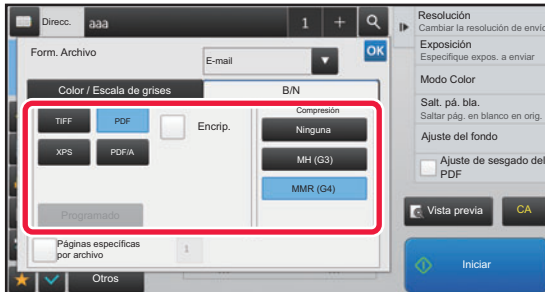 Direcc.
aaa
1
Form. Archivo
E-mail
OK
Color / Escala de grises
B/N
TIFF
PDF
Encrip.
XPS
PDF/A
Programado
Compresión
Ninguna
MH (G3)
MMR (G4)
Páginas específicas
por archivo
1
Otros
Resolución
Cambiar la resolución de envío
Exposición
Especifique expos. a enviar
Modo Color
Salt. pá. bla.
Saltar pág. en blanco en orig.
Ajuste del fondo
Ajuste de sesgado del
PDF
Vista previa
CA
Iniciar